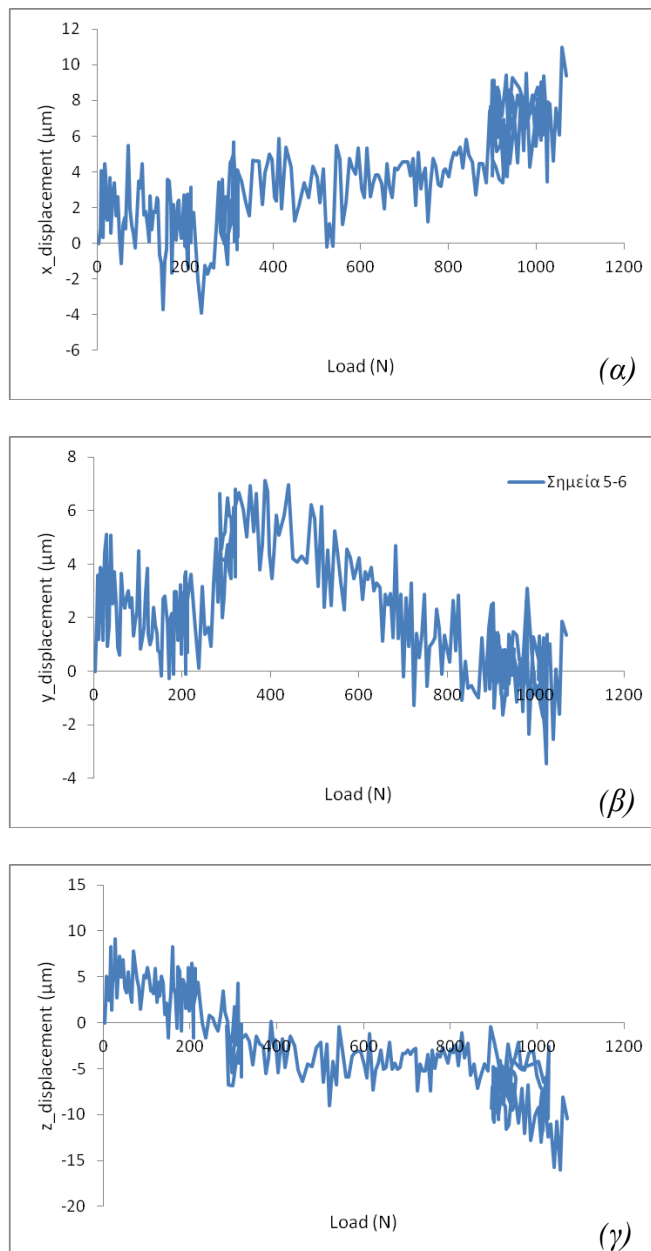 12
10
8
6
4
2
0
-2
-4
-6
0 200 400 600 800 1000 1200
x_displacement (μm)
Load (N)
(α)
8
6
4
2
0
-2
-4
0 200 400 600 800 1000 1200
Σημεία 5-6
y_displacement (μm)
Load (N)
(β)
15
10
5
0
-5
-10
-15
-20
0 200 400 600 800 1000 1200
z_displacement (μm)
Load (N)
(γ)